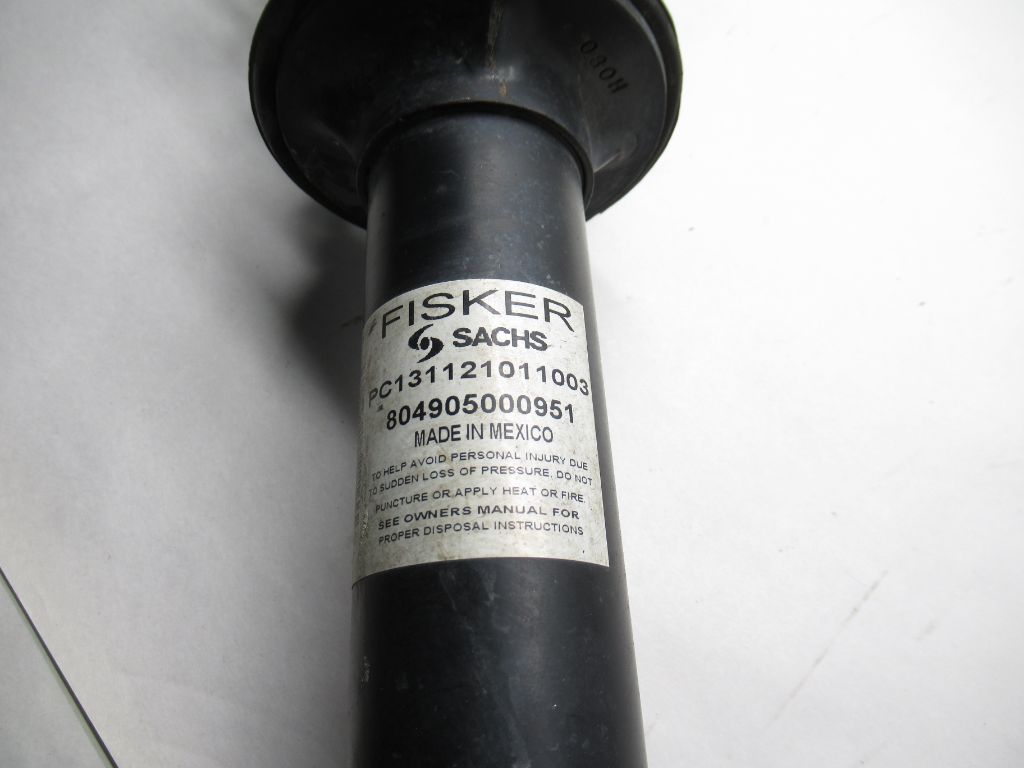 080H
FISKER
SACHS
PC131121011003
804905000951
MADE IN MEXICO
TO HELP AVOID PERSONAL INJURY DUE
TO SUDDEN LOSS OF PRESSURE, DO NOT
PUNCTURE OR APPLY HEAT OR FIRE.
SEE OWNERS MANUAL FOR
PROPER DISPOSAL INSTRUCTIONS